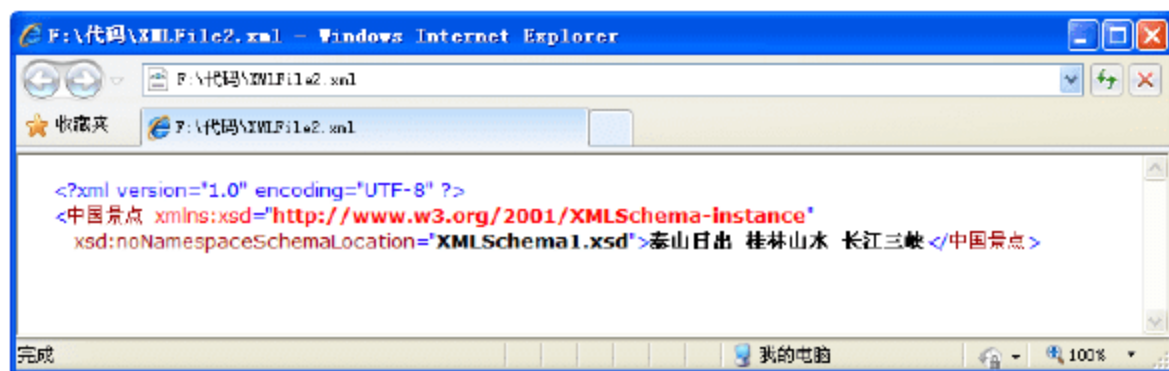 F:\代码\XMLFile2.xml - Windows Internet Explorer
F:\代码\XMLFile2.xml
收藏夹
F:\代码\XMLFile2.xml
<?xml version="1.0" encoding="UTF-8" ?>
<中国景点 xmlns:xsd="http://www.w3.org/2001/XMLSchema-instance"
xsd:noNamespaceSchemaLocation="XMLSchema1.xsd">泰山日出 桂林山水 长江三峡</中国景点>
完成
我的电脑
100%